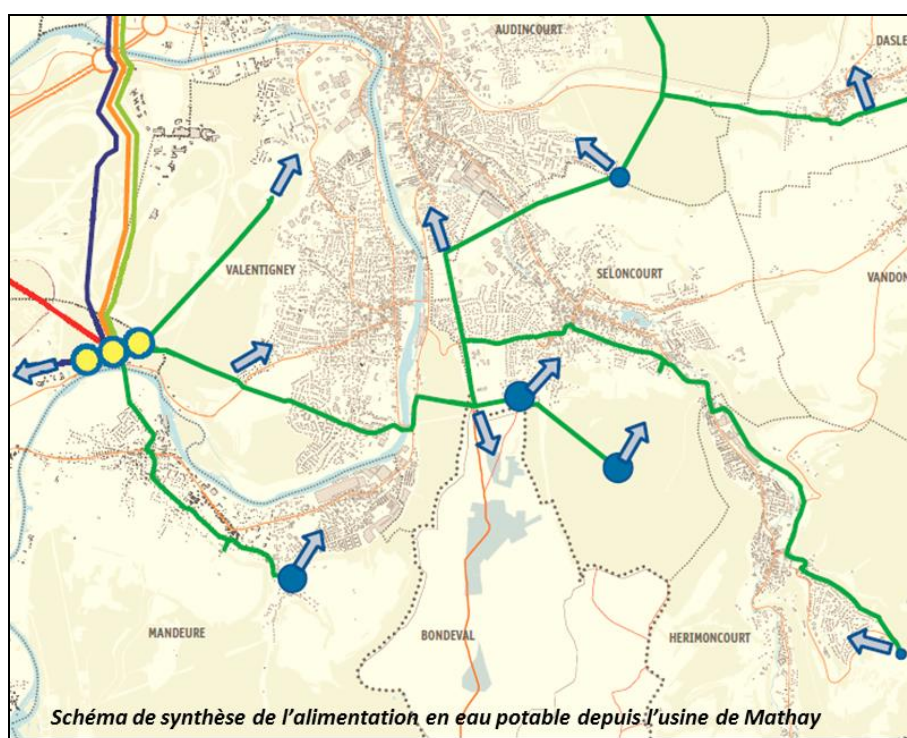 AUDINCOURT
DASLE
VALENTIGNEY
SELONCOURT
VANDON
MANDEURE
BONDEVAL
HERIMONCOURT
Schéma de synthèse de l'alimentation en eau potable depuis l'usine de Mathay